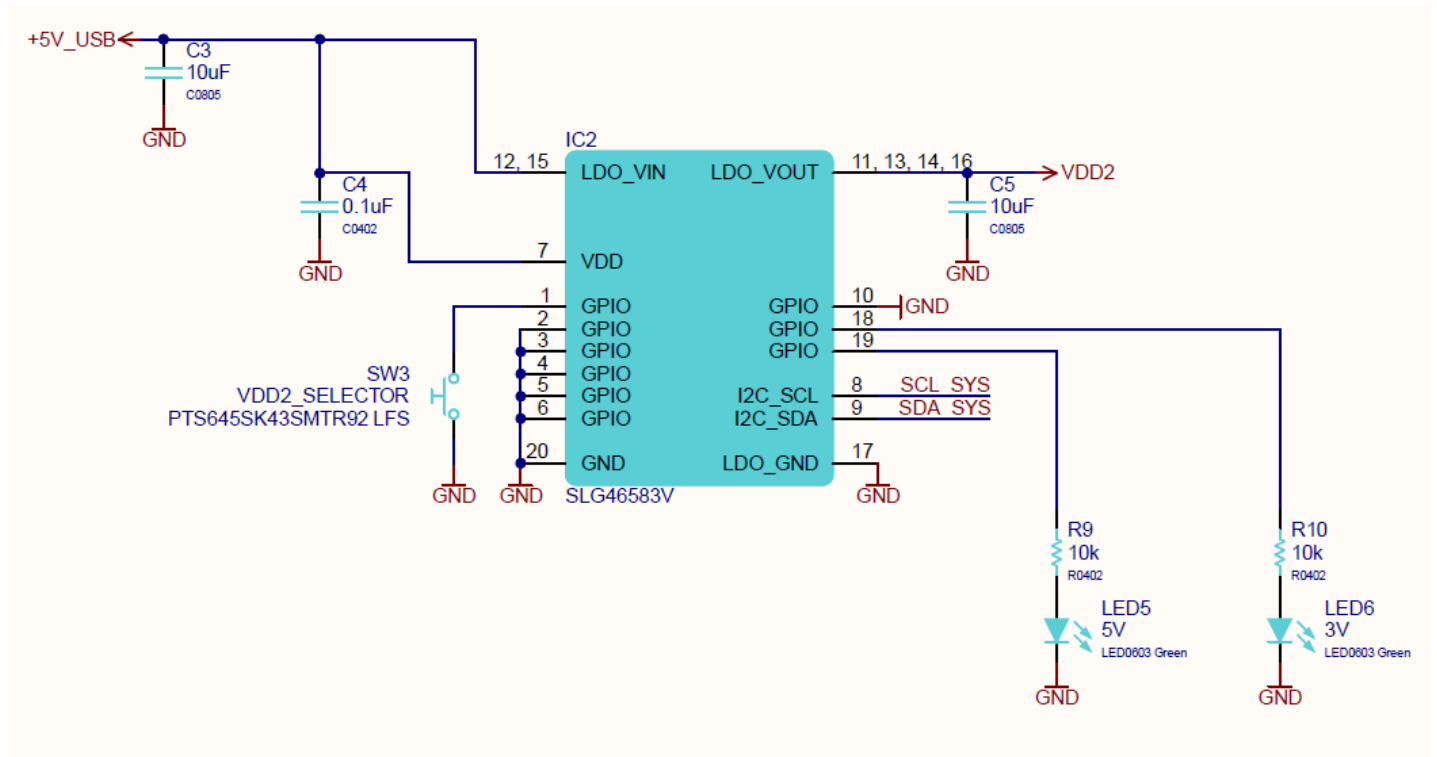 +5V_USB
C3
10uF
C0805
GND
C4
0.1uF
C0402
GND
IC2
12, 15
LDO_VIN
LDO_VOUT
11, 13, 14, 16
VDD2
C5
10uF
C0805
GND
7
VDD
1
GPIO
GPIO
10
GND
2
GPIO
GPIO
18
3
GPIO
GPIO
19
4
GPIO
5
GPIO
I2C_SCL
8
SCL_SYS
6
GPIO
I2C_SDA
9
SDA_SYS
20
GND
LDO_GND
17
SW3
VDD2_SELECTOR
PTS645SK43SMTR92 LFS
GND
GND
SLG46583V
GND
R9
10k
R0402
R10
10k
R0402
LED5
5V
LED0603 Green
LED6
3V
LED0603 Green
GND
GND